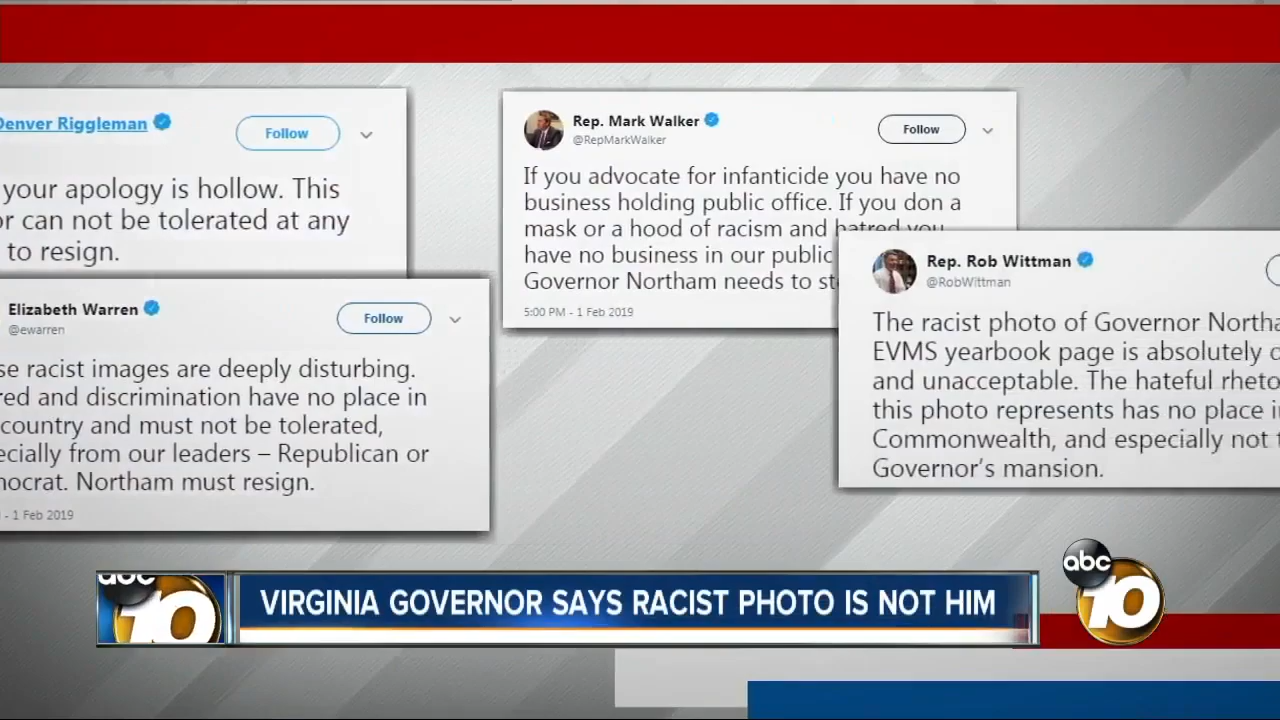 Denver Riggleman
Follow
your apology is hollow. This
can not be tolerated at any
to resign.
Elizabeth Warren
@ewarren
Follow
racist images are deeply disturbing.
and discrimination have no place in
country and must not be tolerated,
from our leaders – Republican or
Northam must resign.
- 1 Feb 2019
Rep. Mark Walker
@RepMarkWalker
Follow
If you advocate for infanticide you have no
business holding public office. If you don a
mask or a hood of racism and hatred you
have no business in our public
Governor Northam needs to
5:00 PM - 1 Feb 2019
Rep. Rob Wittman
@RobWittman
The racist photo of Governor
EVMS yearbook page is absolutely
and unacceptable. The hateful
this photo represents has no place
Commonwealth, and especially not
Governor's mansion.
abc
10
VIRGINIA GOVERNOR SAYS RACIST PHOTO IS NOT HIM
abc
10